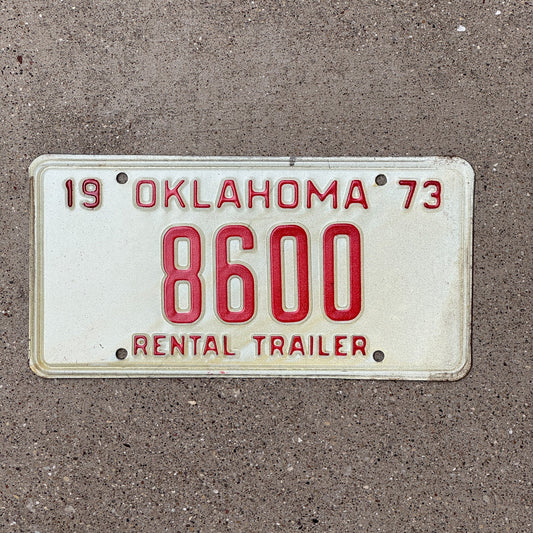 19 OKLAHOMA 73
8600
RENTAL TRAILER